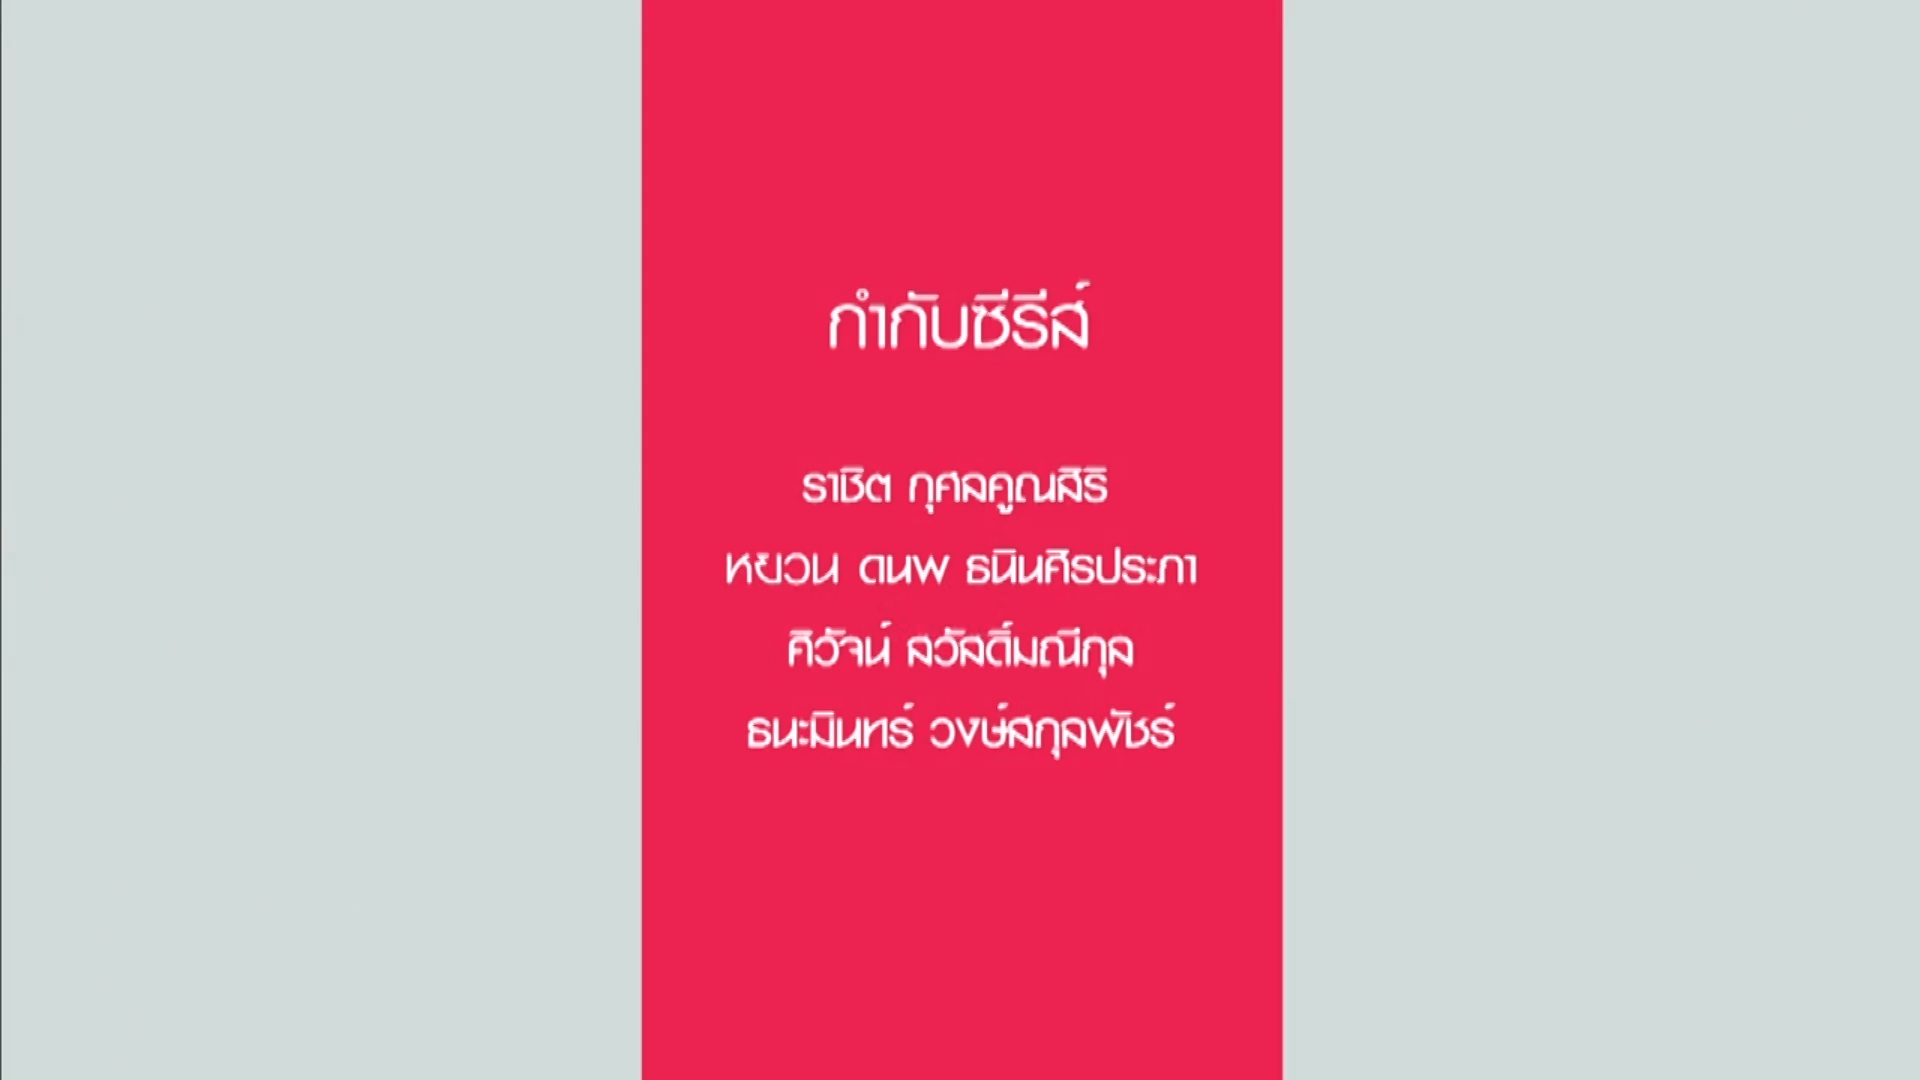 กำกับซีรีส์
ราชิต กุศลคูณสิริ
หยวน ดนพ ธนินศิรประภา
ศิวัจน์ สวัสดิ์มณีกุล
ธนะมินทร์ วงษ์สกุลพัชร์